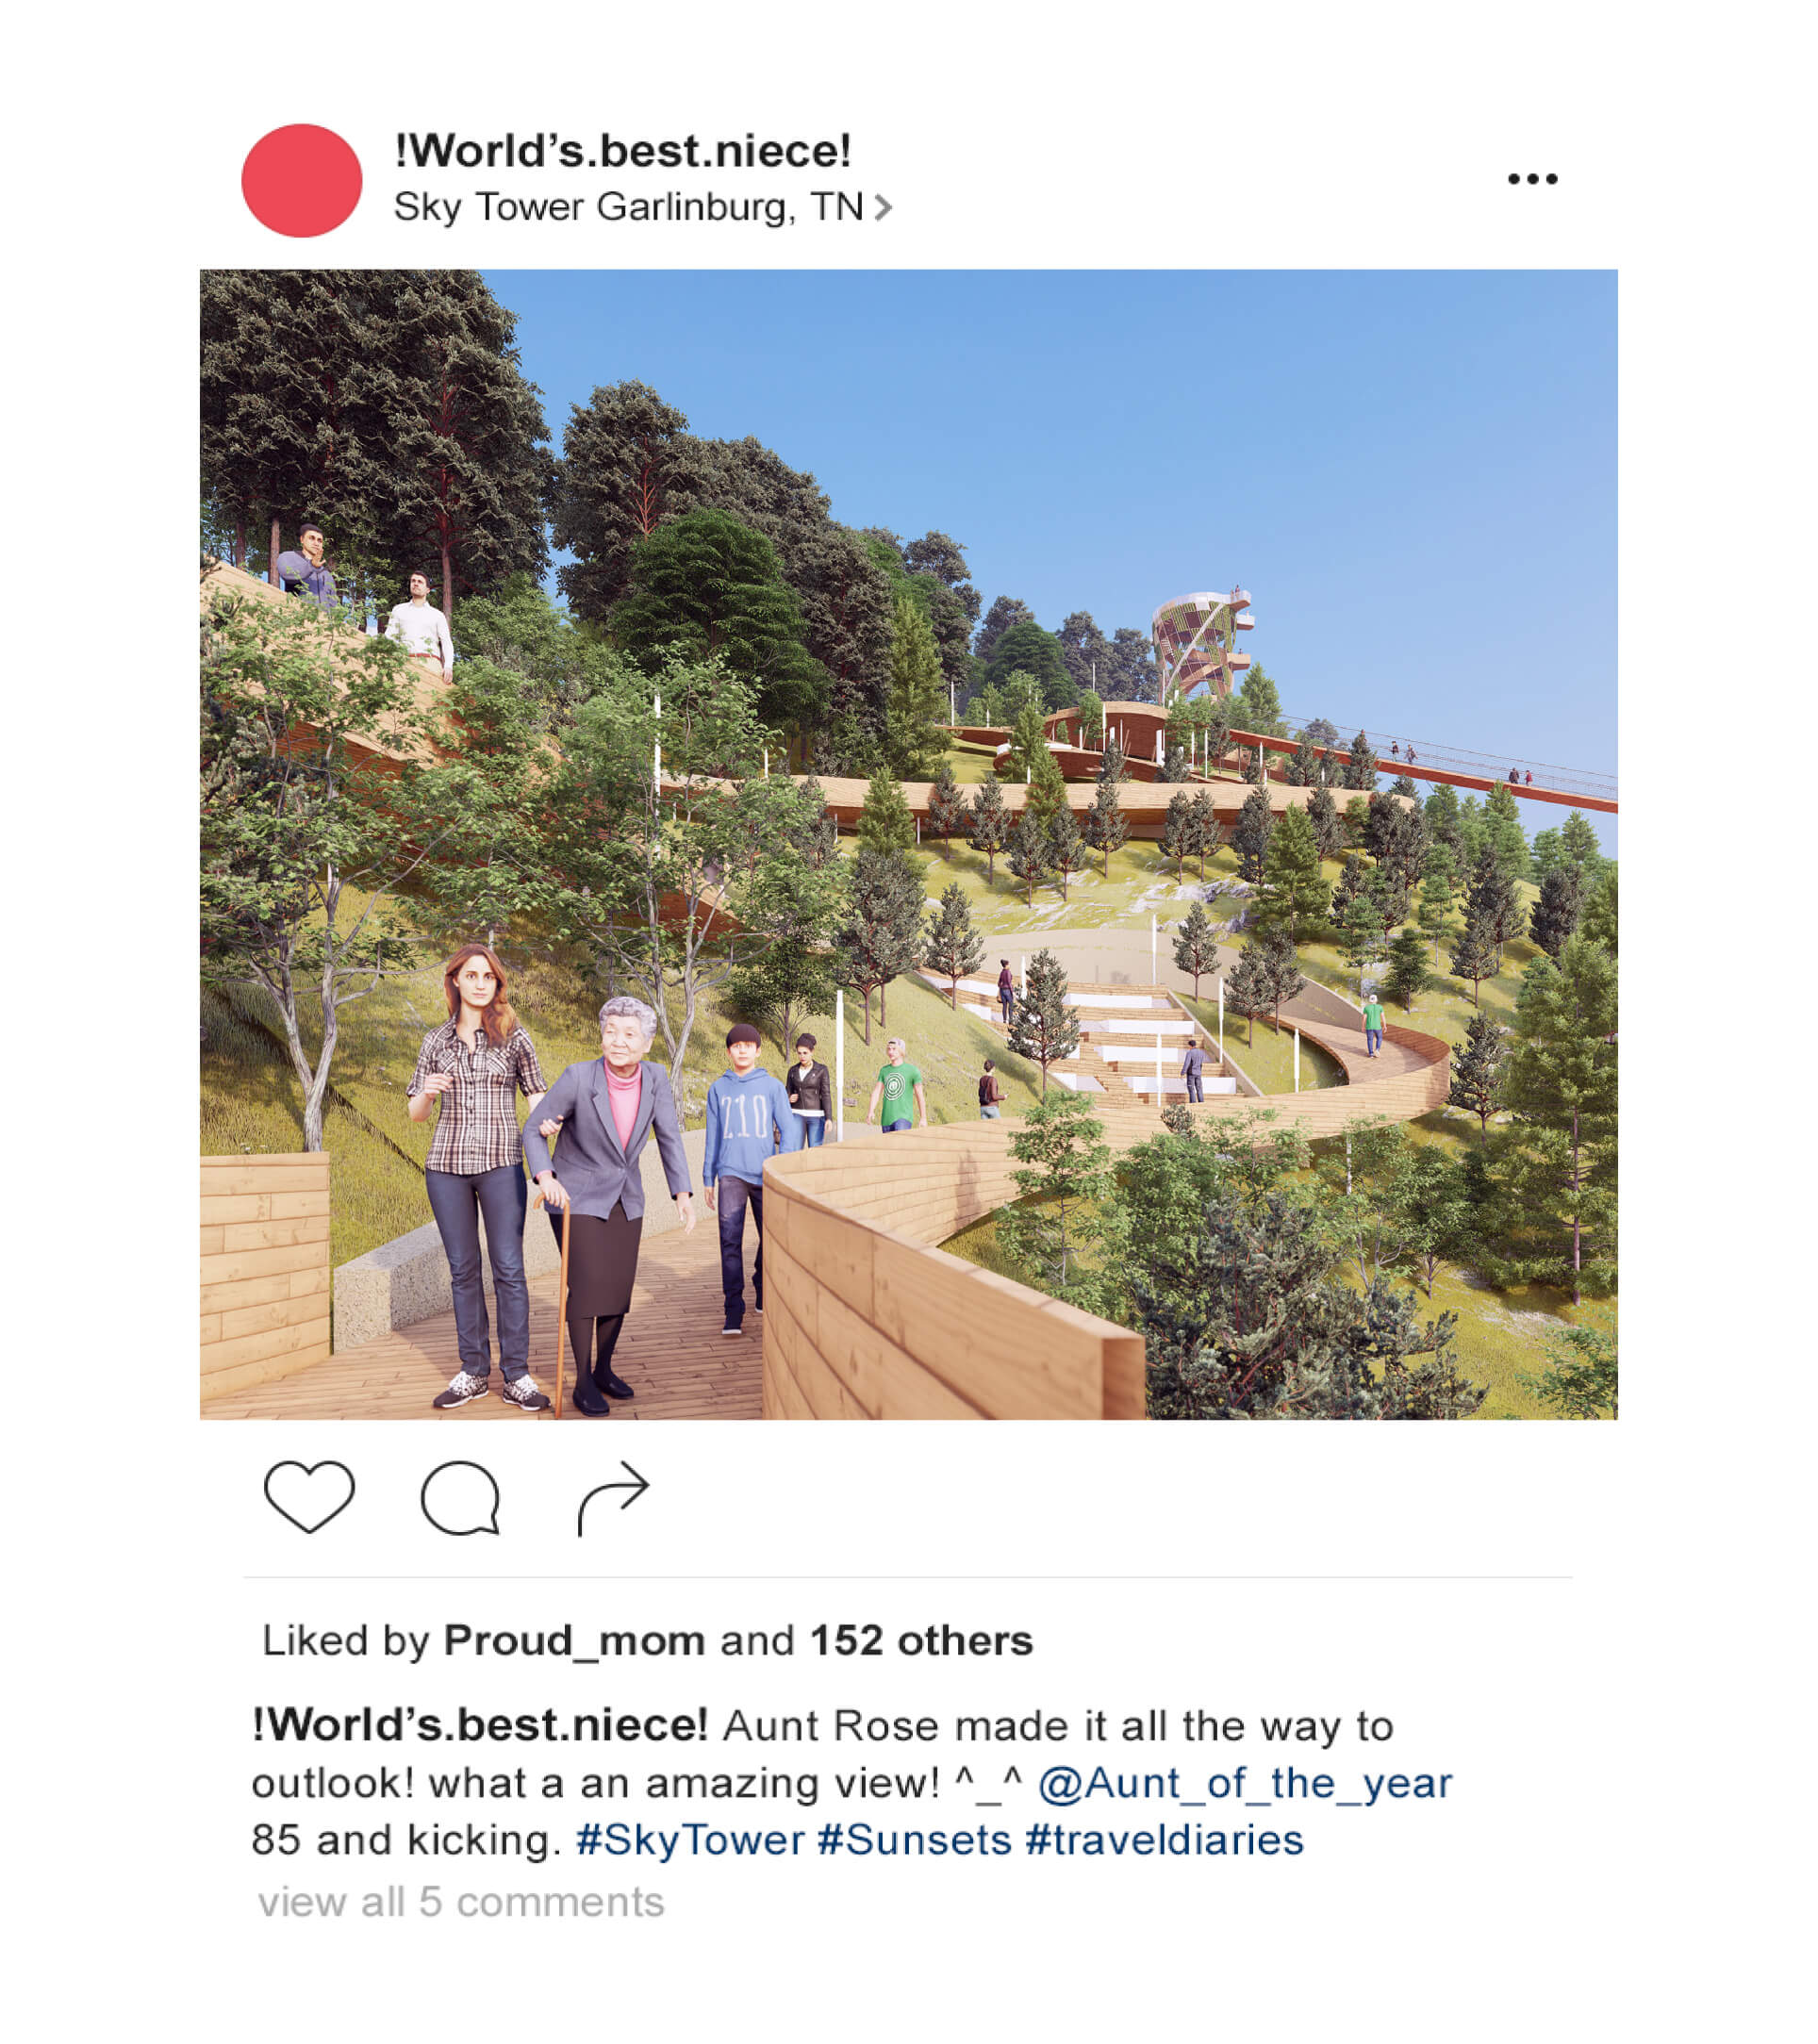 !World’s.best.niece!
Sky Tower Garlinburg, TN >
210
Liked by Proud_mom and 152 others
!World’s.best.niece! Aunt Rose made it all the way to
outlook! what a an amazing view! ^_^ @Aunt_of_the_year
85 and kicking. #SkyTower #Sunsets #traveldiaries
view all 5 comments